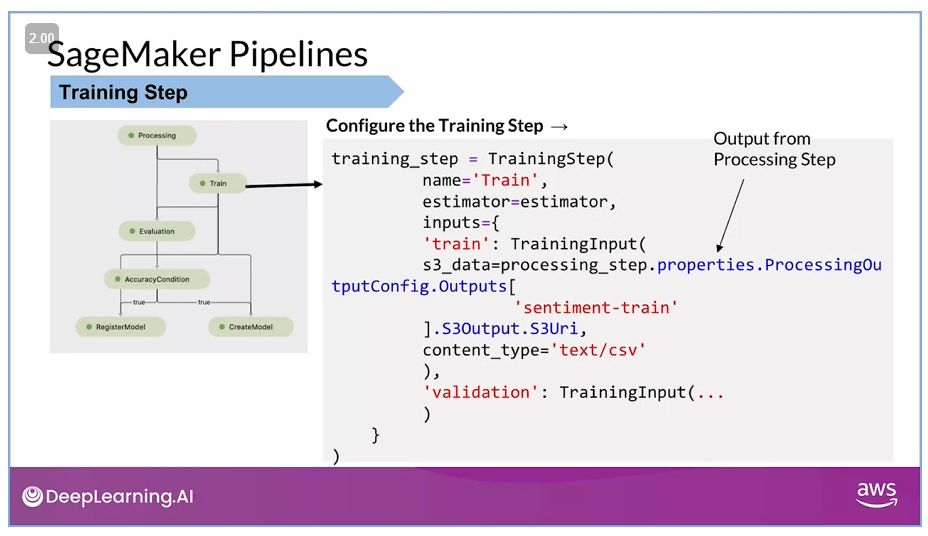 2.00
SageMaker Pipelines
Training Step
Processing
Train
Evaluation
AccuracyCondition
true
true
RegisterModel
CreateModel
Configure the Training Step →
Output from
Processing Step
training_step = TrainingStep(
name='Train',
estimator=estimator,
inputs={
'train': TrainingInput(
s3_data=processing_step.properties.ProcessingOu
tputConfig.Outputs[
'sentiment-train'
].S3Output.S3Uri,
content_type='text/csv'
),
'validation': TrainingInput(...
)
}
)
DeepLearning.AI
aws